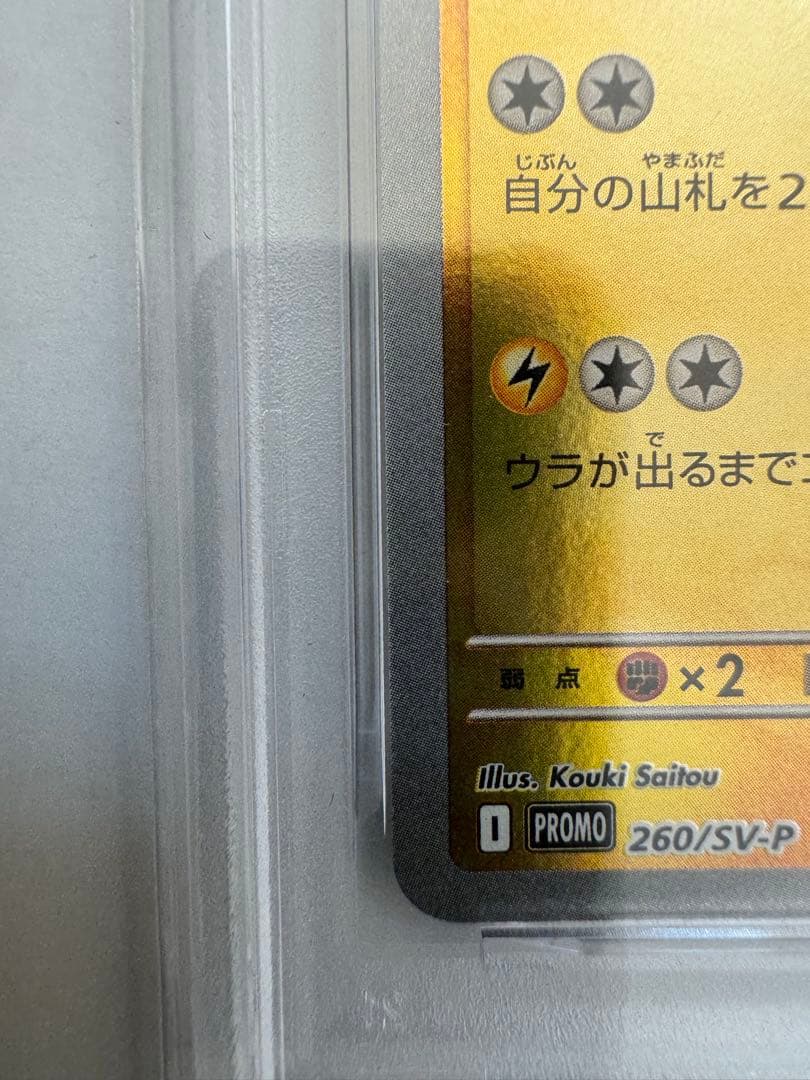 じぶん やまふだ
自分の山札を2
で
ウラが出るまで
弱点 ×2
Illus. Kouki Saitou
I PROMO 260/SV-P